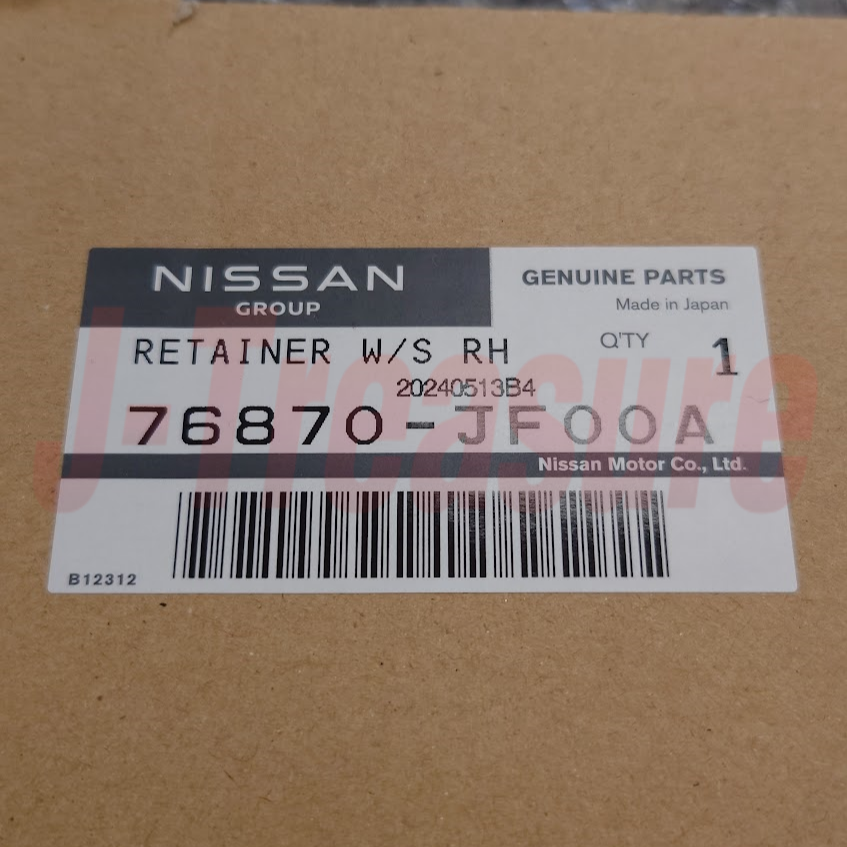 NISSAN
GROUP
GENUINE PARTS
Made in Japan
RETAINER W/S RH
Q'TY 1
20240513B4
76870-JF00A
Nissan Motor Co., Ltd.
B12312
J-Treasure